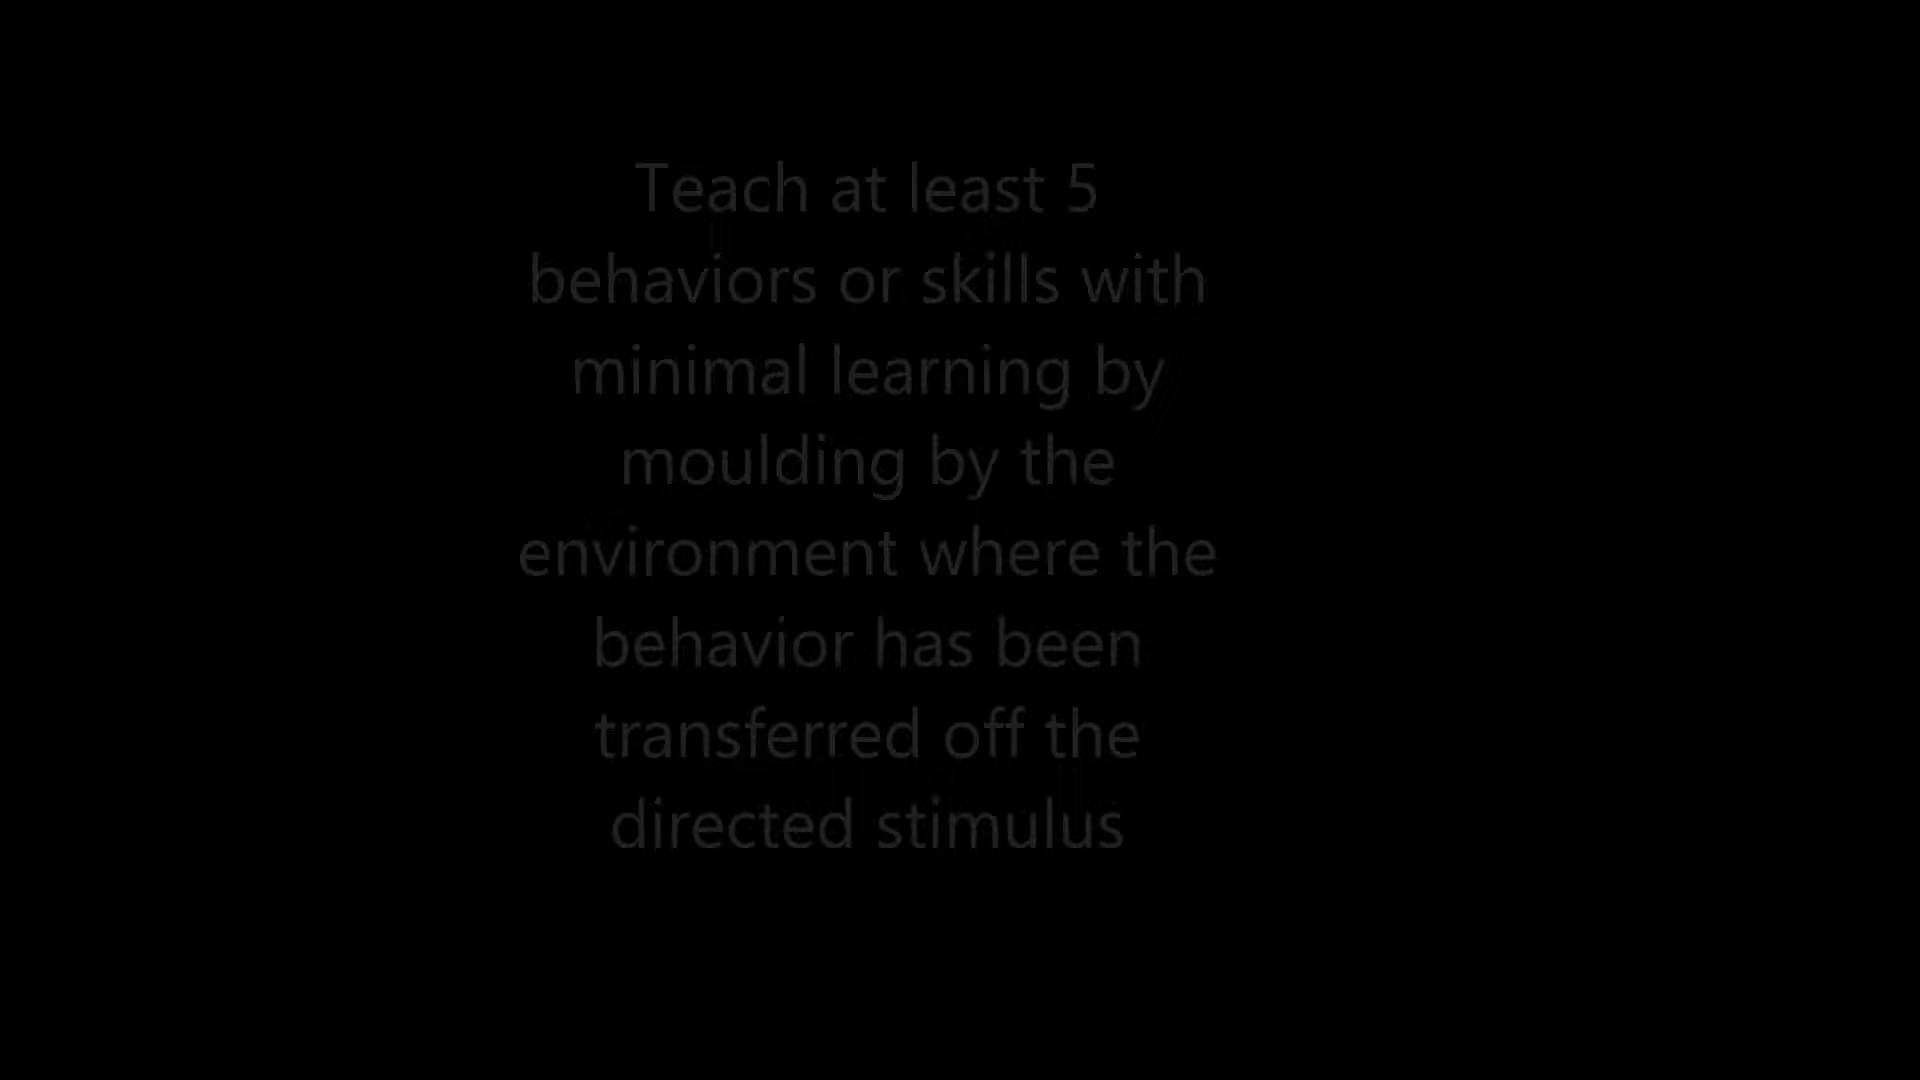 Teach at least 5
behaviors or skills with
minimal learning by
moulding by the
environment where the
behavior has been
transferred off the
directed stimulus